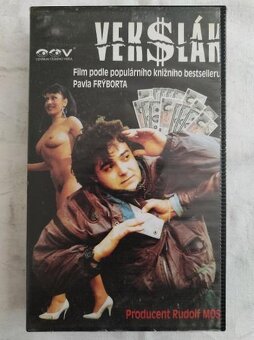 VEK$LÁK
Film podle populárního knižního bestselleru
Pavla FRÝBORTA
Producent Rudolf MOS